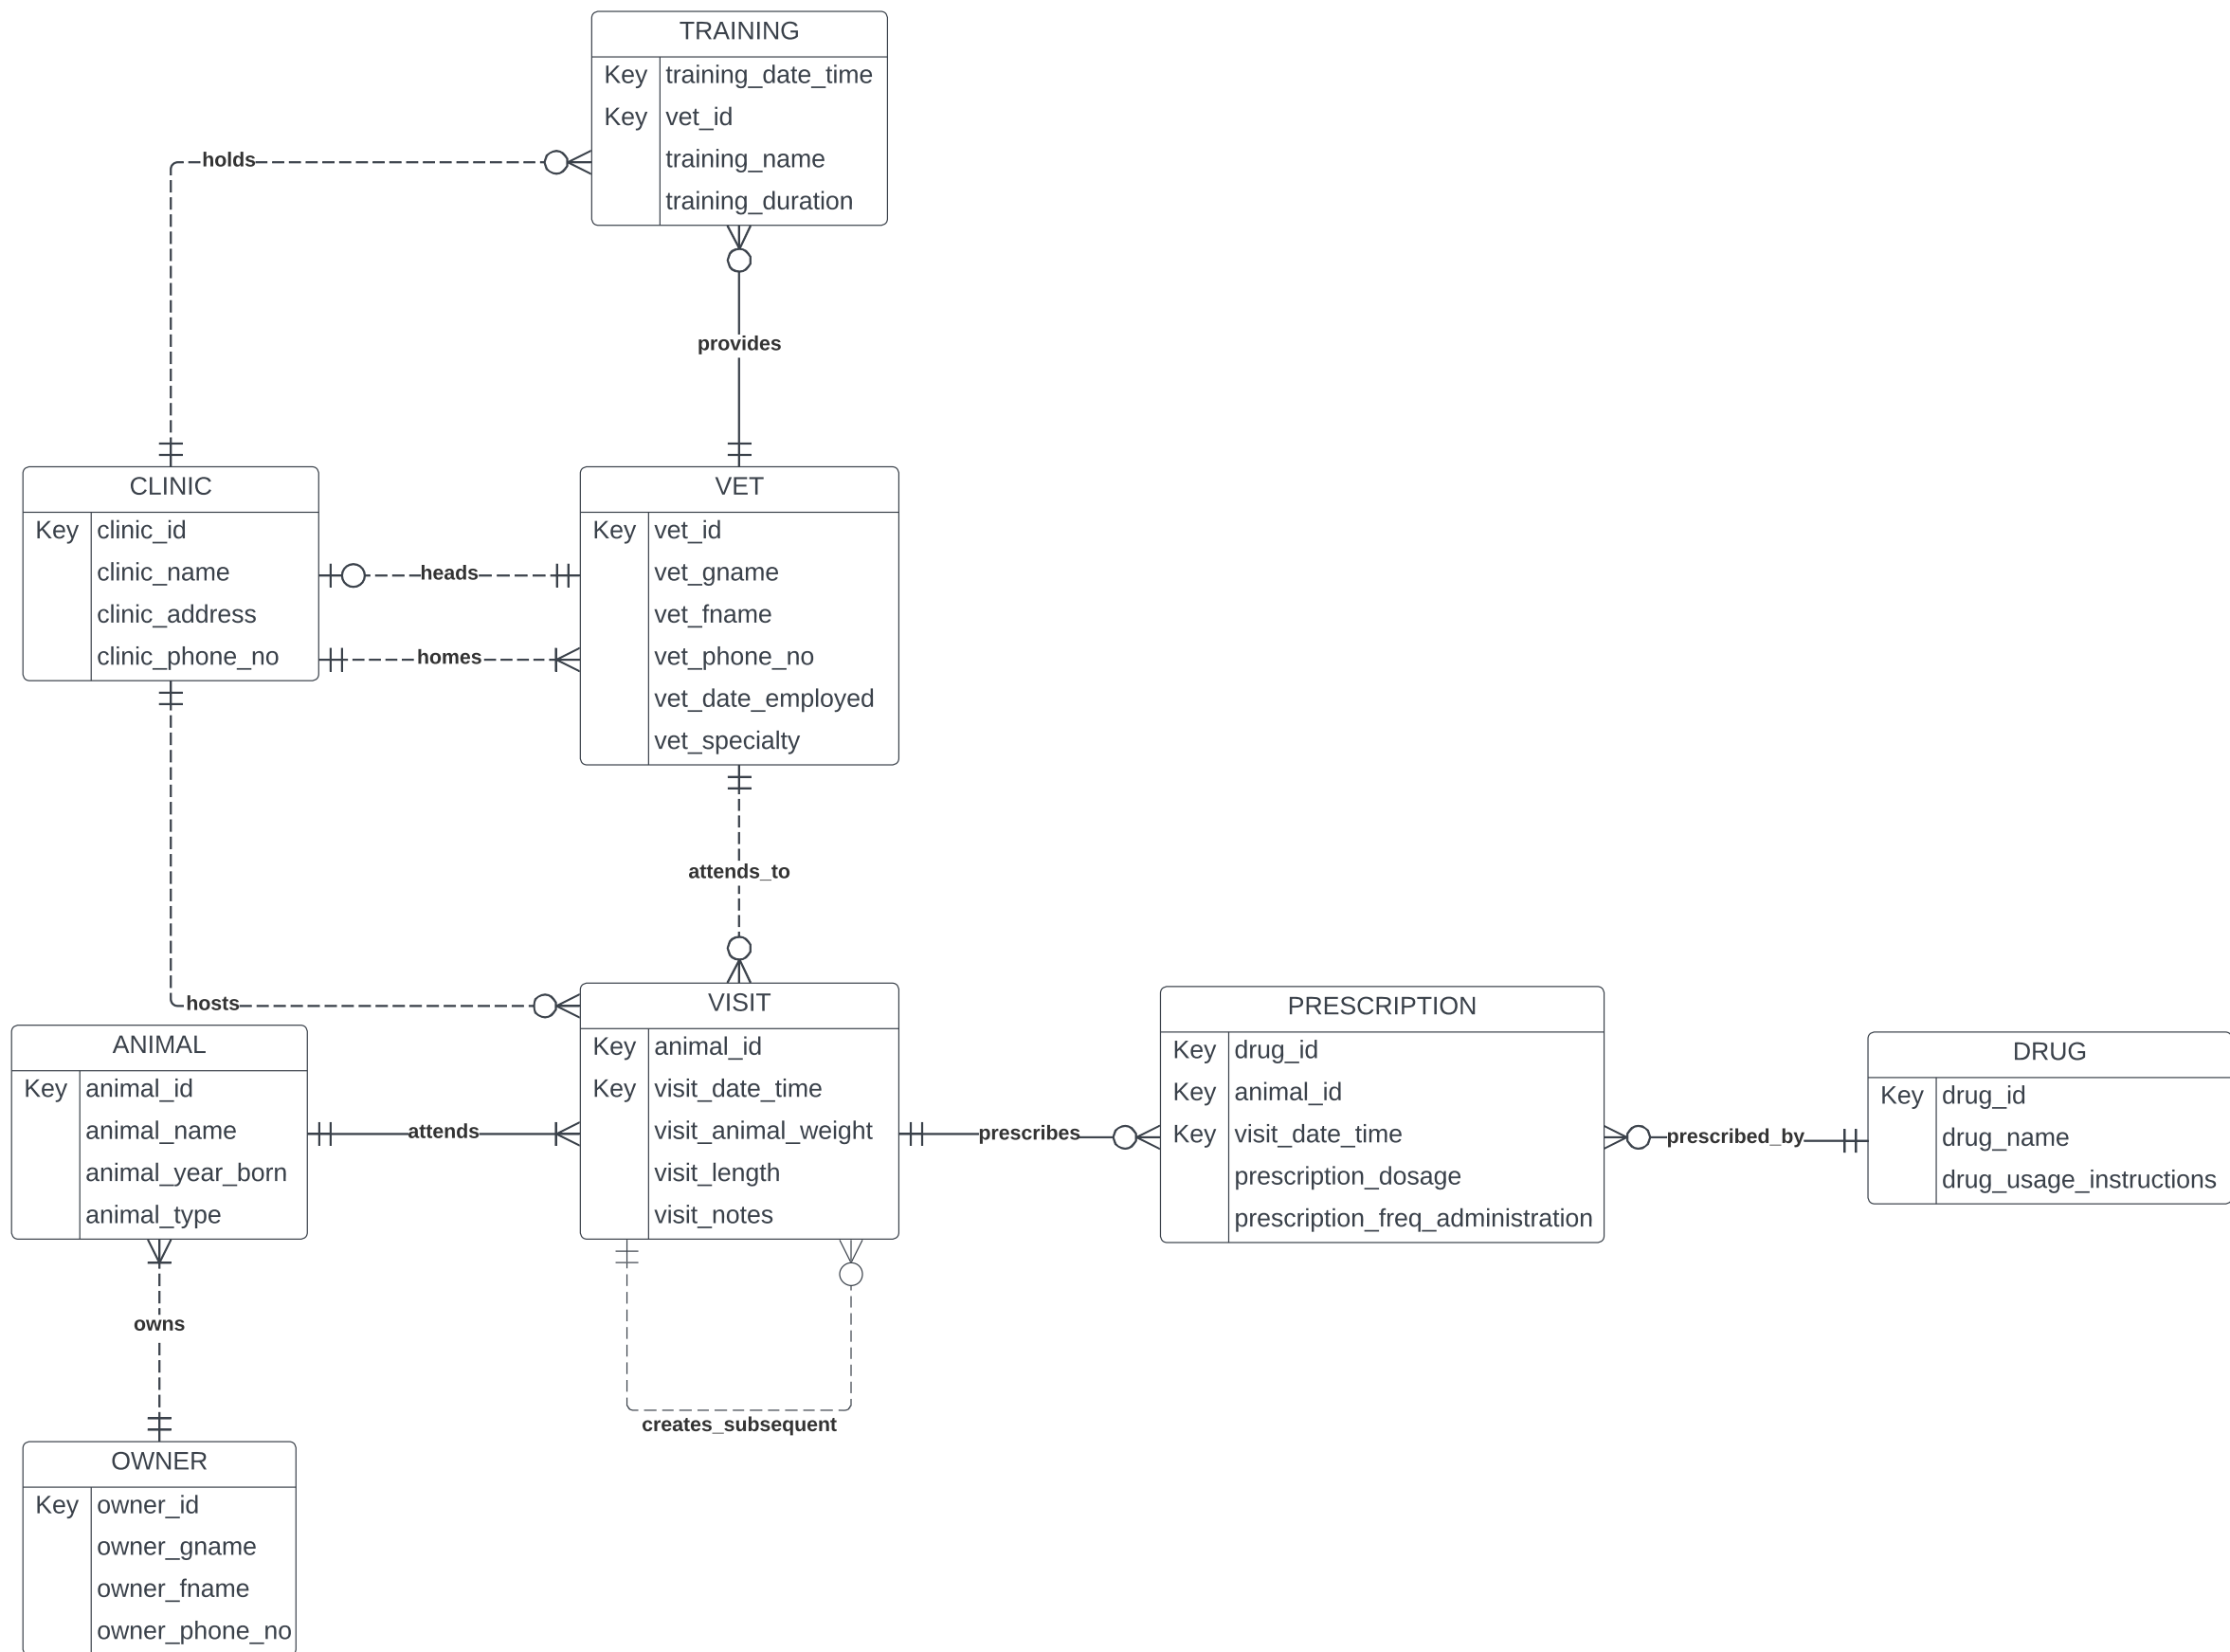 TRAINING
Key training_date_time
Key vet_id
training_name
training_duration
holds
provides
CLINIC
Key clinic_id
clinic_name
clinic_address
clinic_phone_no
heads
homes
VET
Key vet_id
vet_gname
vet_fname
vet_phone_no
vet_date_employed
vet_specialty
attends_to
hosts
VISIT
Key animal_id
Key visit_date_time
visit_animal_weight
visit_length
visit_notes
ANIMAL
Key animal_id
animal_name
animal_year_born
animal_type
attends
prescribes
PRESCRIPTION
Key drug_id
Key animal_id
Key visit_date_time
prescription_dosage
prescription_freq_administration
prescribed_by
DRUG
Key drug_id
drug_name
drug_usage_instructions
owns
creates_subsequent
OWNER
Key owner_id
owner_gname
owner_fname
owner_phone_no